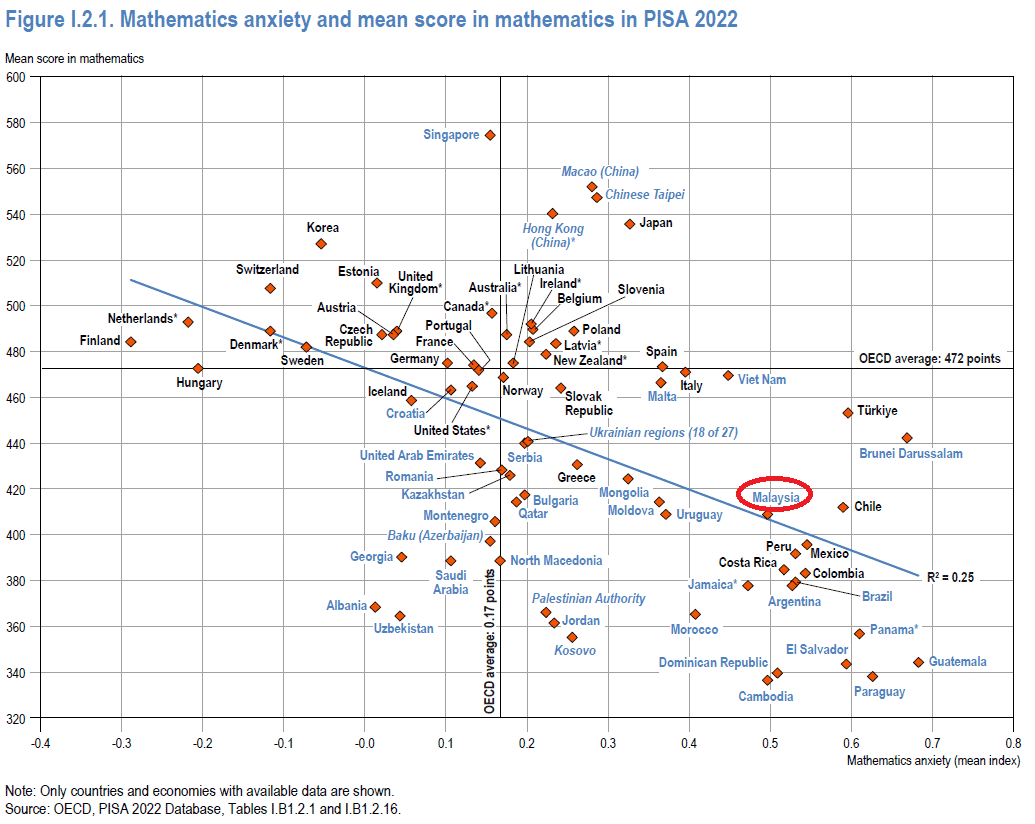 Figure I.2.1. Mathematics anxiety and mean score in mathematics in PISA 2022
Mean score in mathematics
600
580
560
540
520
500
480
460
440
420
400
380
360
340
320
Singapore
Macao (China)
Chinese Taipei
Hong Kong
(China)*
Japan
Korea
Switzerland
Estonia
United
Kingdom*
Lithuania
Australia*
Ireland*
Belgium
Slovenia
Netherlands*
Finland
Austria
Czech
Republic
Canada*
Portugal
France
Germany
Denmark*
Sweden
Hungary
Poland
Latvia*
New Zealand*
Spain
OECD average: 472 points
Italy
Viet Nam
Malta
Iceland
Croatia
Norway
Slovak
Republic
United States*
Türkiye
Brunei Darussalam
Ukrainian regions (18 of 27)
Serbia
United Arab Emirates
Romania
Kazakhstan
Greece
Mongolia
Moldova
Uruguay
Malaysia
Chile
Bulgaria
Qatar
Montenegro
Baku (Azerbaijan)
Georgia
Saudi
Arabia
North Macedonia
Peru
Mexico
Costa Rica
Colombia
R² = 0.25
Jamaica*
Argentina
Brazil
Albania
Uzbekistan
OECD average: 0.17 points
Palestinian Authority
Jordan
Kosovo
Morocco
Panama*
El Salvador
Dominican Republic
Guatemala
Cambodia
Paraguay
-0.4 -0.3 -0.2 -0.1 -0.0 0.1 0.2 0.3 0.4 0.5 0.6 0.7 0.8
Mathematics anxiety (mean index)
Note: Only countries and economies with available data are shown.
Source: OECD, PISA 2022 Database, Tables I.B1.2.1 and I.B1.2.16.